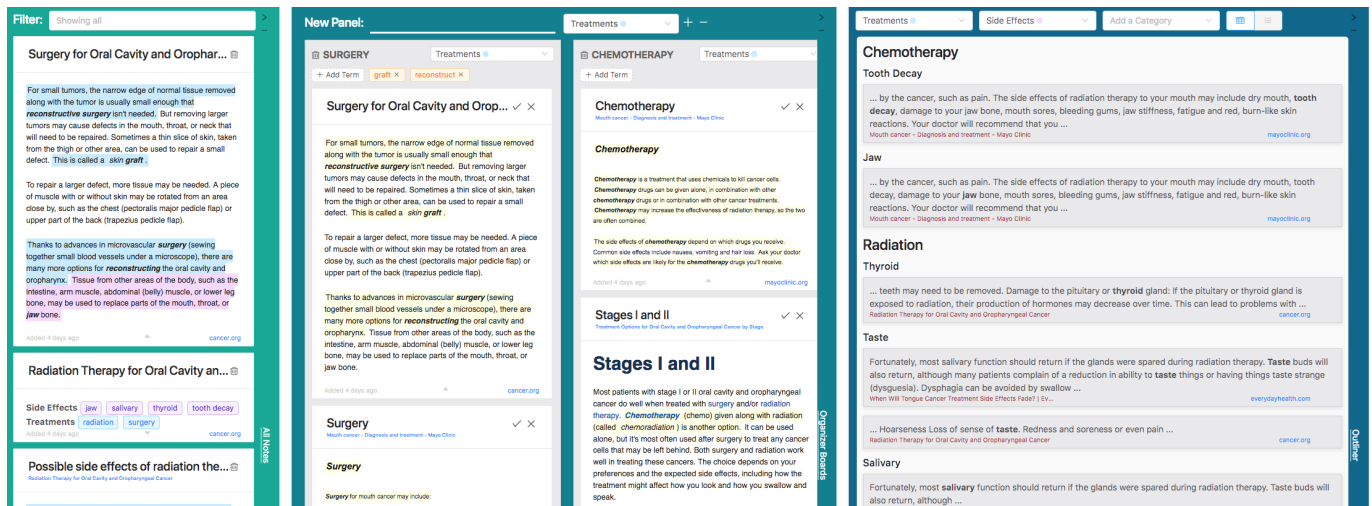 Filter: Showing all
Surgery for Oral Cavity and Orophar...
For small tumors, the narrow edge of normal tissue removed
along with the tumor is usually small enough that
reconstructive surgery isn't needed. But removing larger
tumors may cause defects in the mouth, throat, or neck that
will need to be repaired. Sometimes a thin slice of skin, taken
from the thigh or other area, can be used to repair a small
defect. This is called a skin graft .
To repair a larger defect, more tissue may be needed. A piece
of muscle with or without skin may be rotated from an area
close by, such as the chest (pectoralis major pedicle flap) or
upper part of the back (trapezius pedicle flap).
Thanks to advances in microvascular surgery (sewing
together small blood vessels under a microscope), there are
many more options for reconstructing the oral cavity and
oropharynx. Tissue from other areas of the body, such as the
intestine, arm muscle, abdominal (belly) muscle, or lower leg
bone, may be used to replace parts of the mouth, throat, or
jaw bone.
Added 4 days ago cancer.org
Radiation Therapy for Oral Cavity an...
Side Effects jaw salivary thyroid tooth decay
Treatments radiation surgery
Added 4 days ago cancer.org
Possible side effects of radiation the...
Radiation Therapy for Oral Cavity and Oropharyngeal Cancer
All Notes
New Panel: Treatments + −
SURGERY Treatments
+ Add Term graft × reconstruct ×
Surgery for Oral Cavity and Orop...
For small tumors, the narrow edge of normal tissue removed
along with the tumor is usually small enough that
reconstructive surgery isn't needed. But removing larger
tumors may cause defects in the mouth, throat, or neck that
will need to be repaired. Sometimes a thin slice of skin, taken
from the thigh or other area, can be used to repair a small
defect. This is called a skin graft .
To repair a larger defect, more tissue may be needed. A piece
of muscle with or without skin may be rotated from an area
close by, such as the chest (pectoralis major pedicle flap) or
upper part of the back (trapezius pedicle flap).
Thanks to advances in microvascular surgery (sewing
together small blood vessels under a microscope), there are
many more options for reconstructing the oral cavity and
oropharynx. Tissue from other areas of the body, such as the
intestine, arm muscle, abdominal (belly) muscle, or lower leg
bone, may be used to replace parts of the mouth, throat, or
jaw bone.
Added 4 days ago cancer.org
Surgery
Mouth cancer - Diagnosis and treatment - Mayo Clinic
Surgery
Surgery for mouth cancer may include:
CHEMOTHERAPY Treatments
+ Add Term
Chemotherapy
Mouth cancer - Diagnosis and treatment - Mayo Clinic
Chemotherapy
Chemotherapy is a treatment that uses chemicals to kill cancer cells.
Chemotherapy drugs can be given alone, in combination with other
chemotherapy drugs or in combination with other cancer treatments.
Chemotherapy may increase the effectiveness of radiation therapy, so the two
are often combined.
The side effects of chemotherapy depend on which drugs you receive.
Common side effects include nausea, vomiting and hair loss. Ask your doctor
which side effects are likely for the chemotherapy drugs you'll receive.
Added 4 days ago mayoclinic.org
Stages I and II
Treatment Options for Oral Cavity and Oropharyngeal Cancer by Stage
Stages I and II
Most patients with stage I or II oral cavity and oropharyngeal
cancer do well when treated with surgery and/or radiation
therapy. Chemotherapy (chemo) given along with radiation
(called chemoradiation ) is another option. It can be used
alone, but it's most often used after surgery to treat any cancer
cells that may be left behind. Both surgery and radiation work
well in treating these cancers. The choice depends on your
preferences and the expected side effects, including how the
treatment might affect how you look and how you swallow and
speak.
Organizer Boards
Treatments Side Effects Add a Category
Chemotherapy
Tooth Decay
... by the cancer, such as pain. The side effects of radiation therapy to your mouth may include dry mouth, tooth
decay, damage to your jaw bone, mouth sores, bleeding gums, jaw stiffness, fatigue and red, burn-like skin
reactions. Your doctor will recommend that you ...
Mouth cancer - Diagnosis and treatment - Mayo Clinic mayoclinic.org
Jaw
... by the cancer, such as pain. The side effects of radiation therapy to your mouth may include dry mouth, tooth
decay, damage to your jaw bone, mouth sores, bleeding gums, jaw stiffness, fatigue and red, burn-like skin
reactions. Your doctor will recommend that you ...
Mouth cancer - Diagnosis and treatment - Mayo Clinic mayoclinic.org
Radiation
Thyroid
... teeth may need to be removed. Damage to the pituitary or thyroid gland: If the pituitary or thyroid gland is
exposed to radiation, their production of hormones may decrease over time. This can lead to problems with ...
Radiation Therapy for Oral Cavity and Oropharyngeal Cancer cancer.org
Taste
Fortunately, most salivary function should return if the glands were spared during radiation therapy. Taste buds will
also return, although many patients complain of a reduction in ability to taste things or having things taste strange
(dysguesia). Dysphagia can be avoided by swallow ...
When Will Tongue Cancer Treatment Side Effects Fade? | Ev... everydayhealth.com
... Hoarseness Loss of sense of taste. Redness and soreness or even pain ...
Radiation Therapy for Oral Cavity and Oropharyngeal Cancer cancer.org
Salivary
Fortunately, most salivary function should return if the glands were spared during radiation therapy. Taste buds will
also return, although ...
Outliner